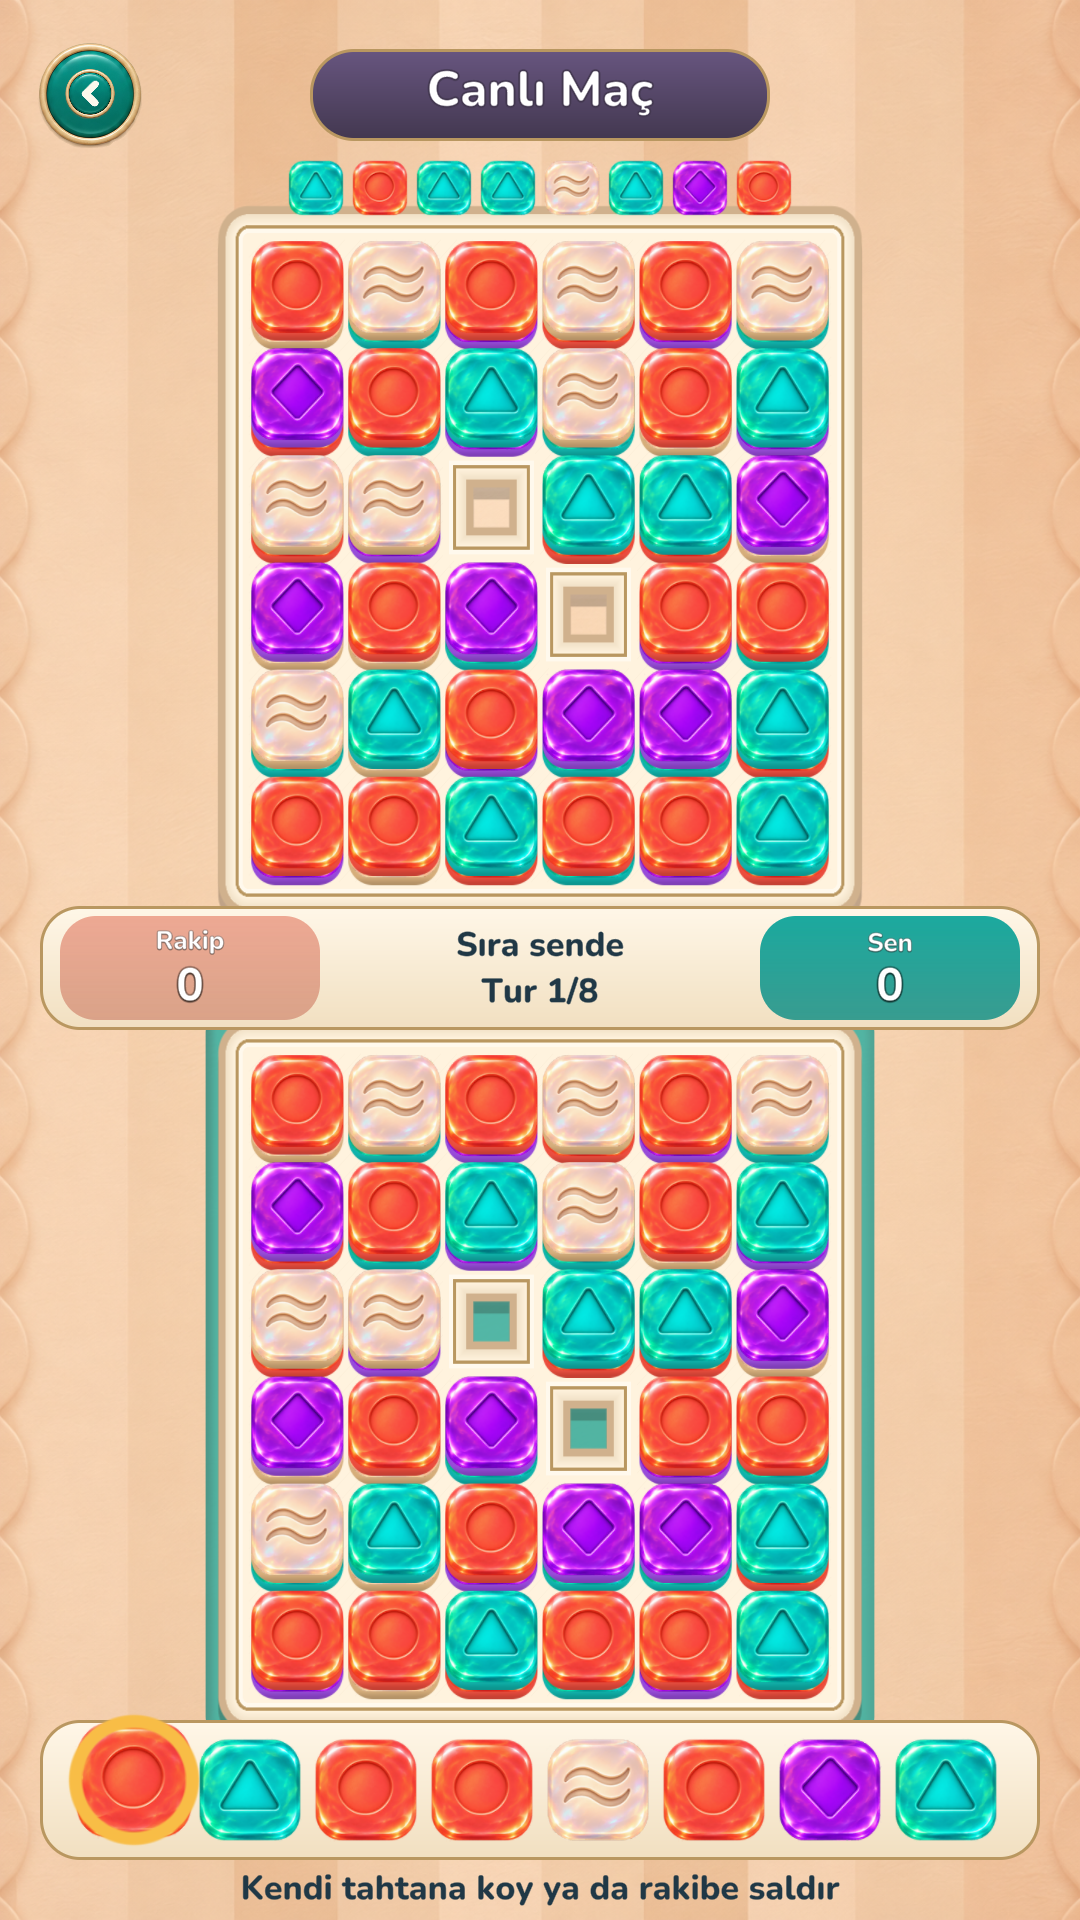 Canlı Maç
Rakip
0
Sıra sende
Tur 1/8
Sen
0
Kendi tahtana koy ya da rakibe saldır